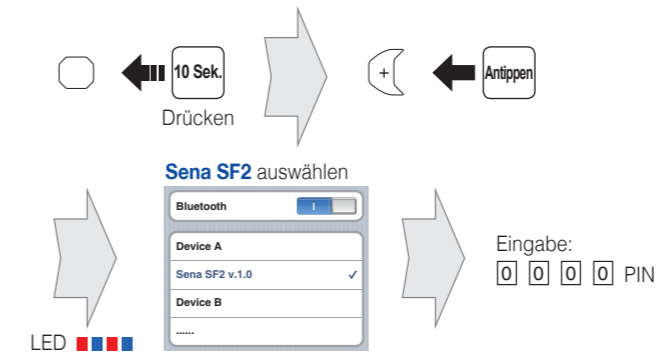 10 Sek.
Drücken
+
Antippen
Sena SF2 auswählen
Bluetooth
I
Device A
Sena SF2 v.1.0 ✓
Device B
......
LED
Eingabe:
0 0 0 0 PIN